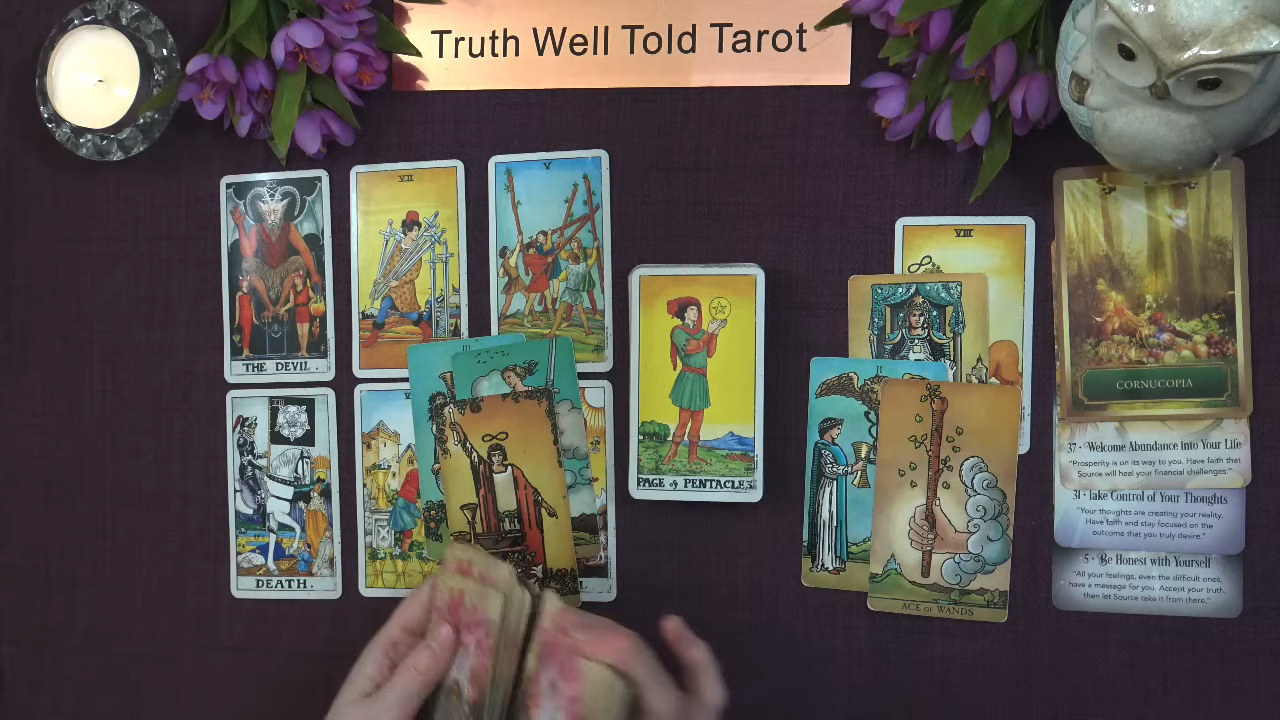 Truth Well Told Tarot
THE DEVIL.
VII
V
III
DEATH.
V
PAGE of PENTACLES
VIII
II
ACE OF WANDS
CORNUCOPIA
37 • Welcome Abundance into Your Life
"Prosperity is on its way to you. Have faith that
Source will heal your financial challenges."
31 • Take Control of Your Thoughts
"Your thoughts are creating your reality.
Have faith and stay focused on the
outcome that you truly desire."
5 • Be Honest with Yourself
"All your feelings, even the difficult ones,
have a message for you. Accept your truth,
then let Source take it from there."